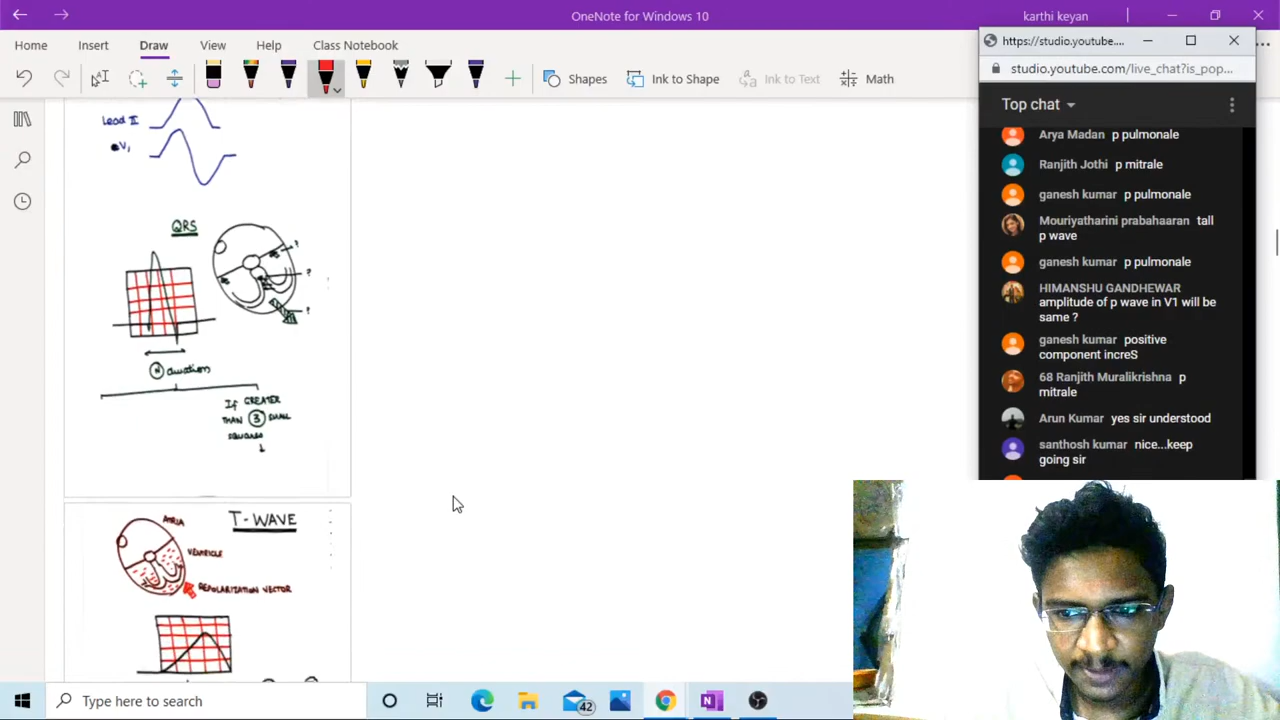 OneNote for Windows 10
karthi keyan
Home Insert Draw View Help Class Notebook
Shapes Ink to Shape Ink to Text Math
Lead II
V1
QRS
?
?
?
N duration
If GREATER
THAN 3 SMALL
squares
T-WAVE
ATRIA
VENTRICLE
REPOLARIZATION VECTOR
https://studio.youtube....
studio.youtube.com/live_chat?is_pop...
Top chat
Arya Madan p pulmonale
Ranjith Jothi p mitrale
ganesh kumar p pulmonale
Mouriyatharini prabahaaran tall
p wave
ganesh kumar p pulmonale
HIMANSHU GANDHEWAR
amplitude of p wave in V1 will be
same ?
ganesh kumar positive
component increS
68 Ranjith Muralikrishna p
mitrale
Arun Kumar yes sir understood
santhosh kumar nice...keep
going sir
Type here to search
42